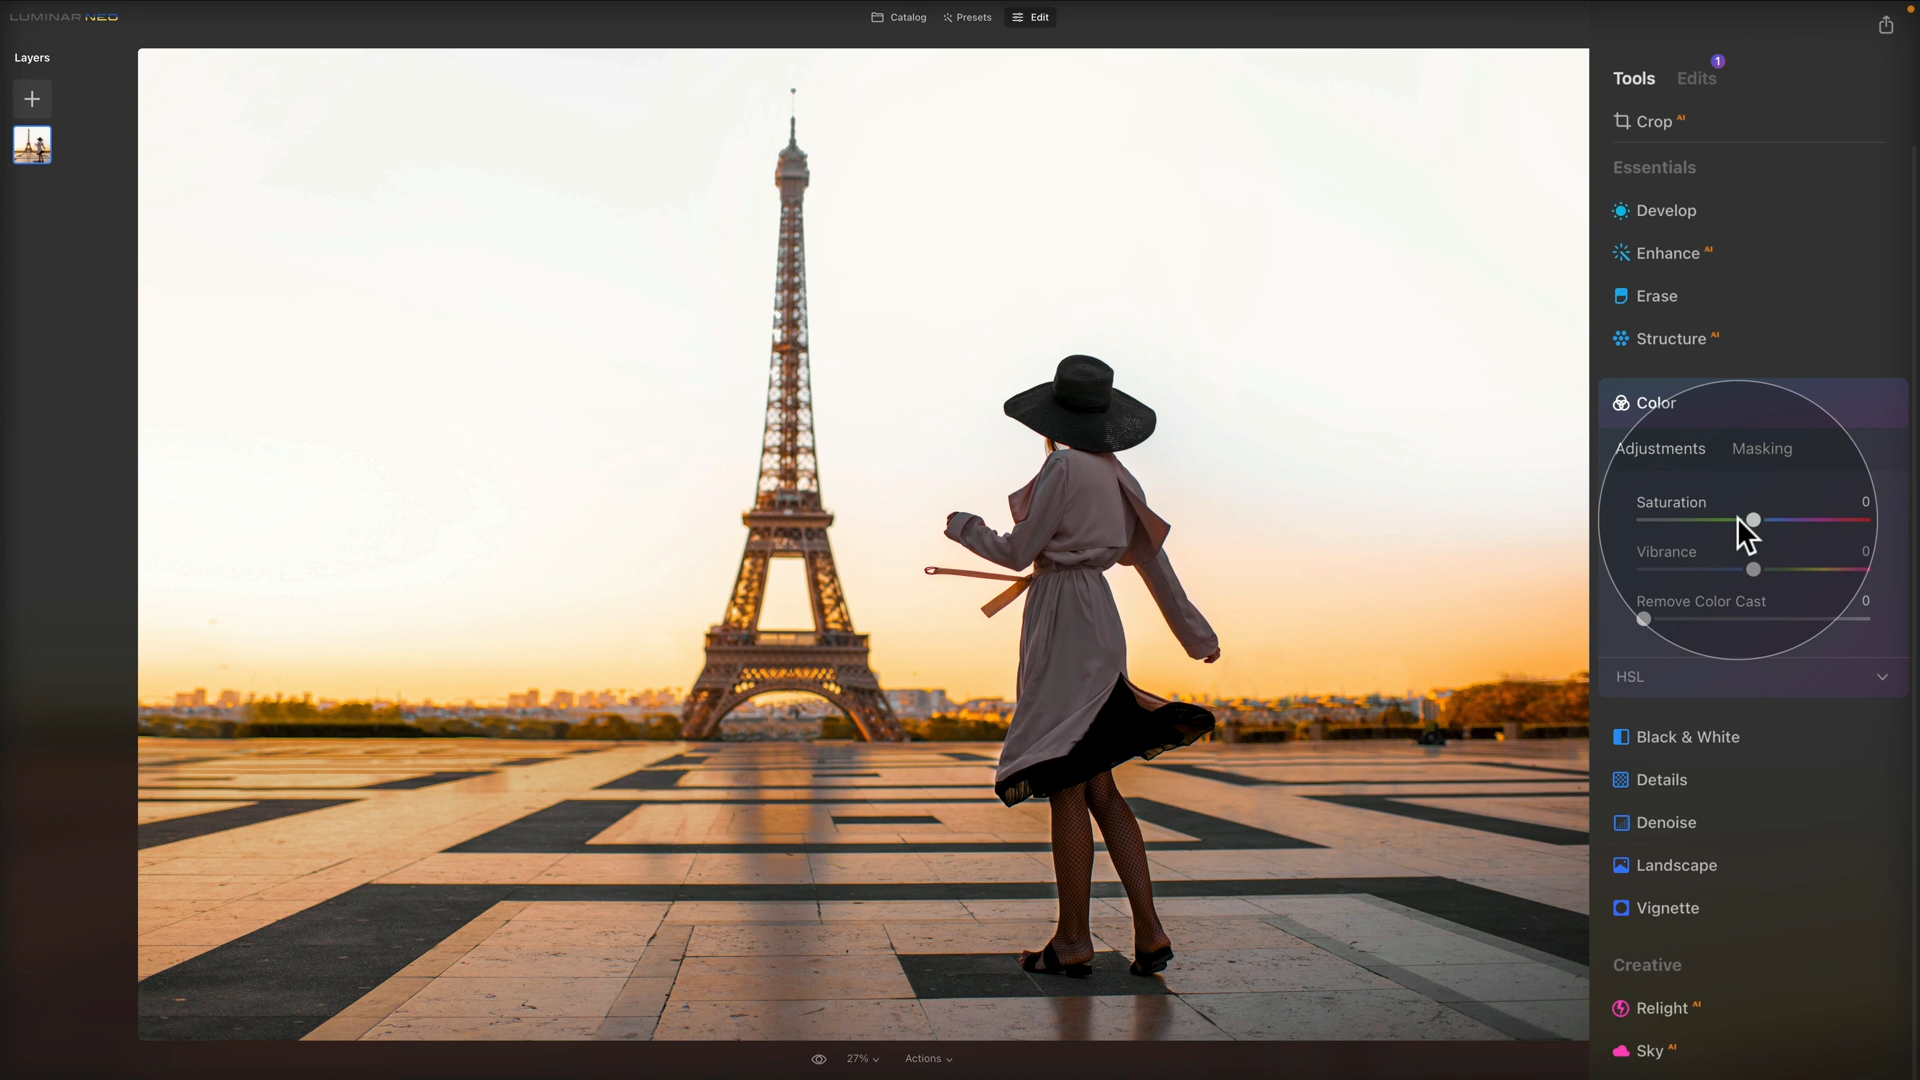 LUMINAR NEO
Catalog
Presets
Edit
Layers
1
Tools
Edits
Crop AI
Essentials
Develop
Enhance AI
Erase
Structure AI
Color
Adjustments
Masking
Saturation 0
Vibrance 0
Remove Color Cast 0
HSL
Black & White
Details
Denoise
Landscape
Vignette
Creative
Relight AI
Sky AI
27%
Actions